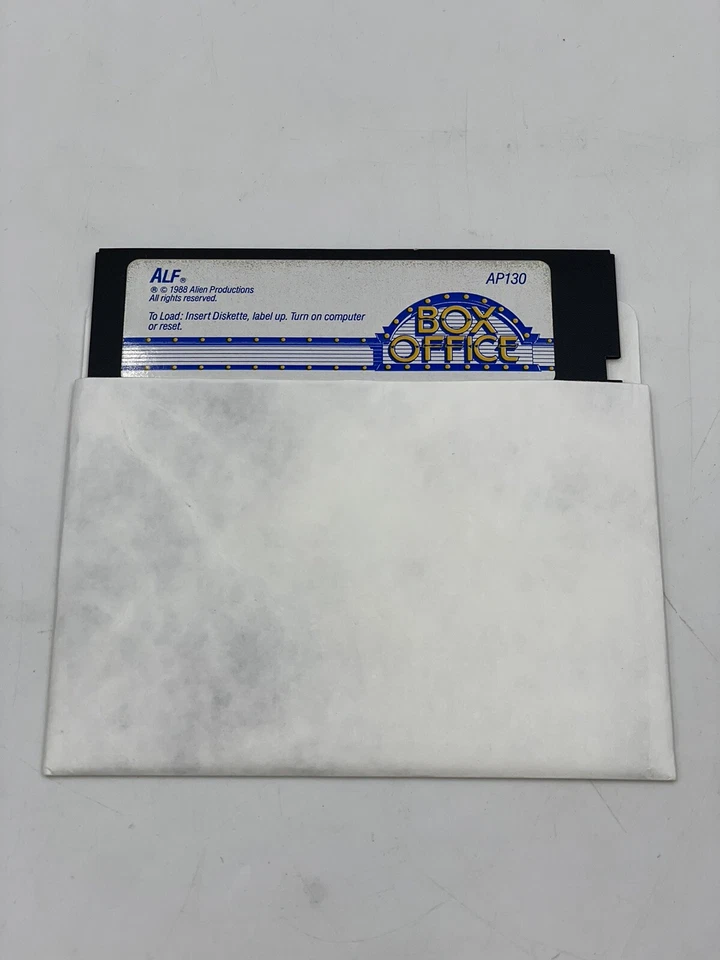 ALF®
® © 1988 Alien Productions
All rights reserved.
AP130
To Load: Insert Diskette, label up. Turn on computer
or reset.
BOX
OFFICE